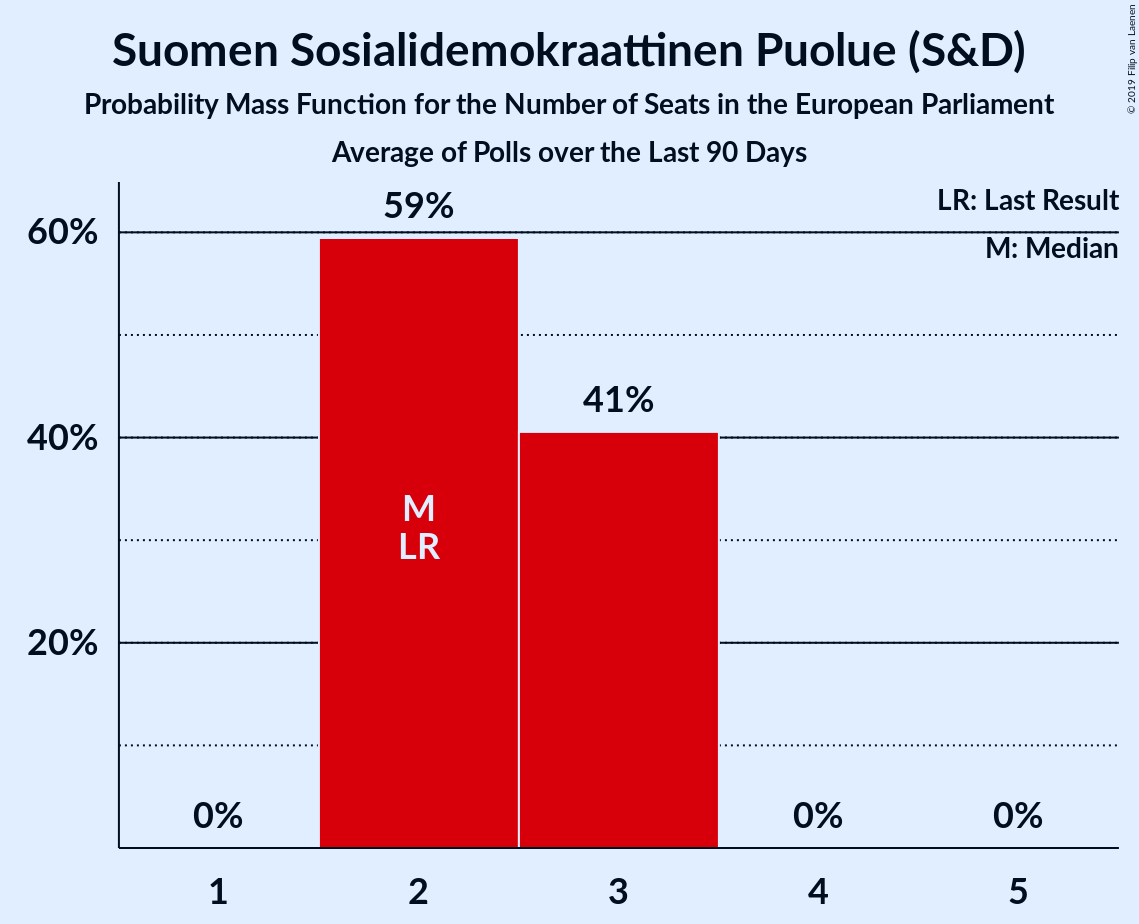 Suomen Sosialidemokraattinen Puolue (S&D)
Probability Mass Function for the Number of Seats in the European Parliament
Average of Polls over the Last 90 Days
© 2019 Filip van Laenen
LR: Last Result
M: Median
60%
40%
20%
59%
41%
M
LR
0%
0%
0%
1
2
3
4
5